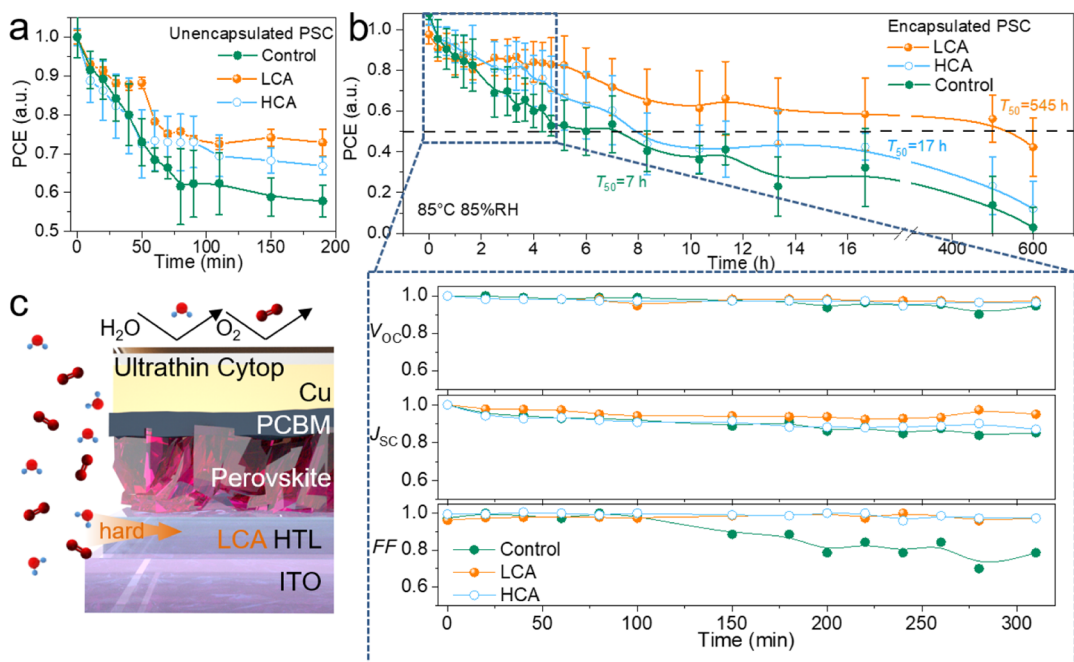 a
Unencapsulated PSC
Control
LCA
HCA
PCE (a.u.)
1.0
0.9
0.8
0.7
0.6
0.5
0
50
100
150
200
Time (min)
b
Encapsulated PSC
LCA
HCA
Control
PCE (a.u.)
1.0
0.8
0.6
0.4
0.2
0.0
T50=545 h
T50=17 h
T50=7 h
85°C 85%RH
0 2 4 6 8 10 12 14 16 400 600
Time (h)
c
H2O
O2
Ultrathin Cytop
Cu
PCBM
Perovskite
hard
LCA HTL
ITO
VOC
1.0
0.8
0.6
JSC
1.0
0.8
0.6
FF
1.0
0.8
0.6
Control
LCA
HCA
0 50 100 150 200 250 300
Time (min)